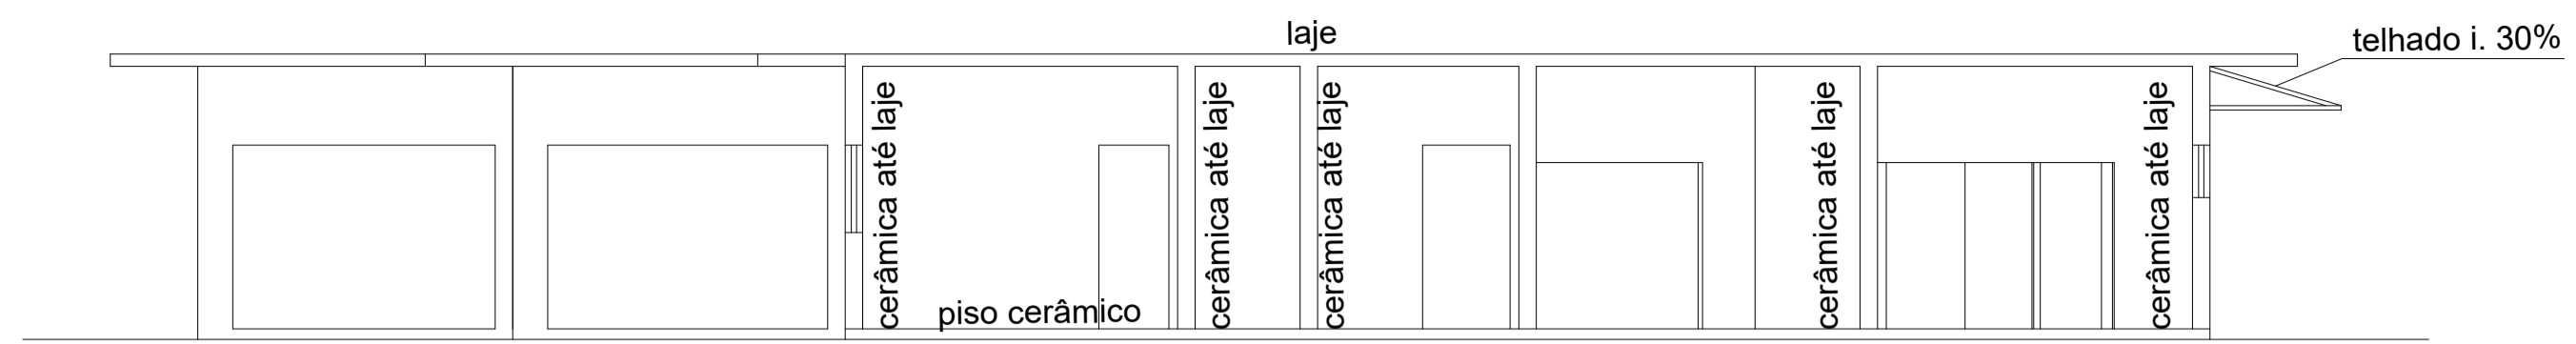 laje
telhado i. 30%
cerâmica até laje
cerâmica até laje
cerâmica até laje
cerâmica até laje
cerâmica até laje
piso cerâmico